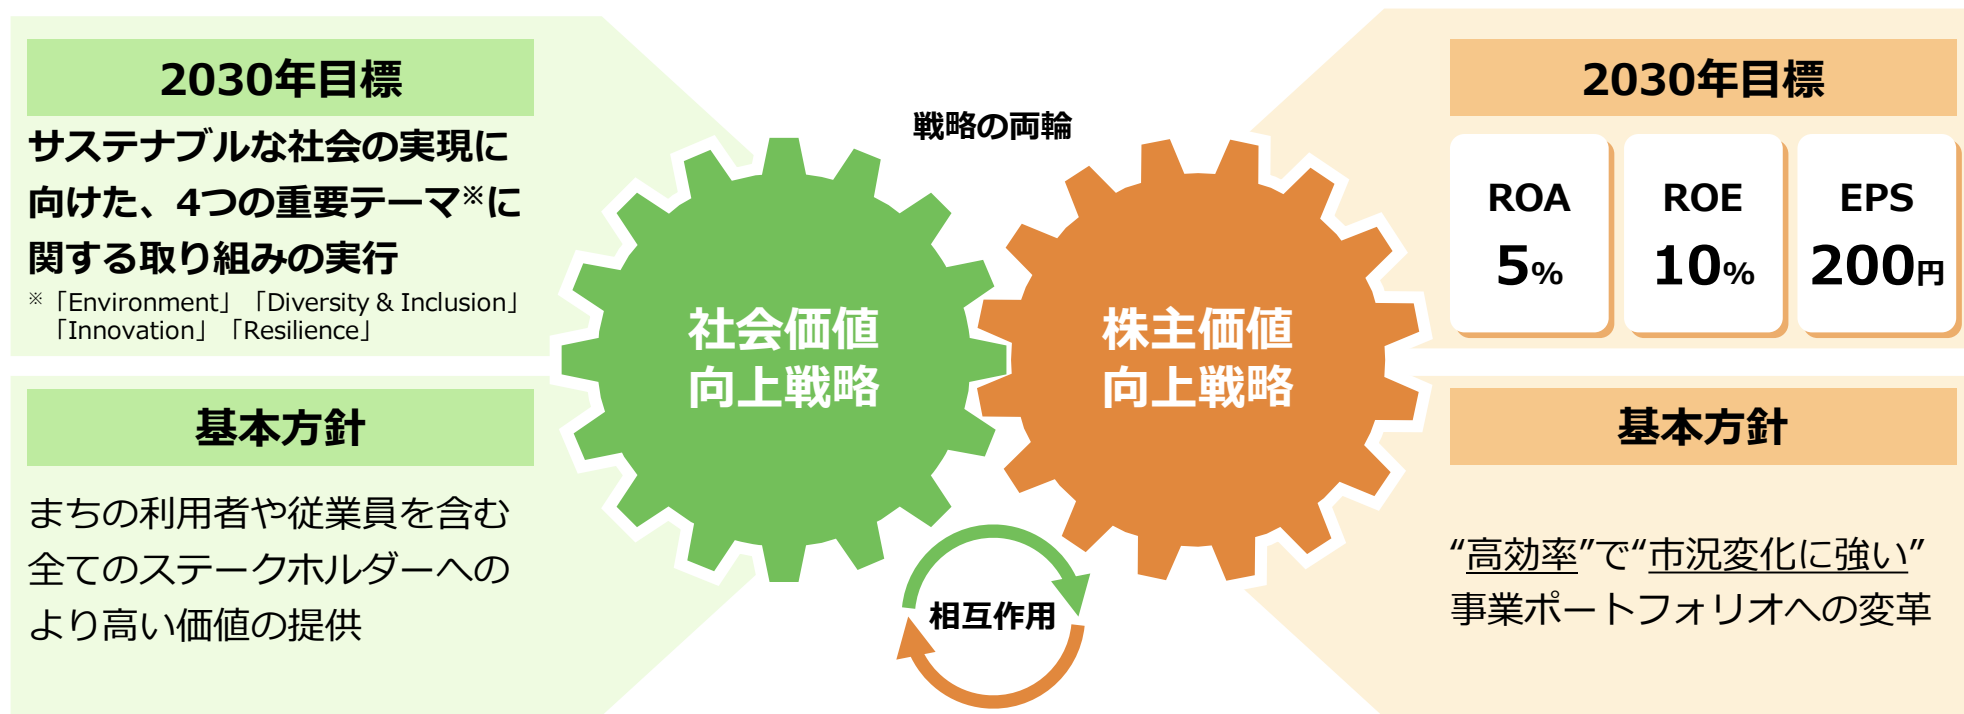 2030年目標
サステナブルな社会の実現に
向けた、4つの重要テーマ※に
関する取り組みの実行
※「Environment」「Diversity & Inclusion」
「Innovation」「Resilience」
基本方針
まちの利用者や従業員を含む
全てのステークホルダーへの
より高い価値の提供
戦略の両輪
社会価値
向上戦略
株主価値
向上戦略
相互作用
2030年目標
ROA
5%
ROE
10%
EPS
200円
基本方針
“高効率”で“市況変化に強い”
事業ポートフォリオへの変革